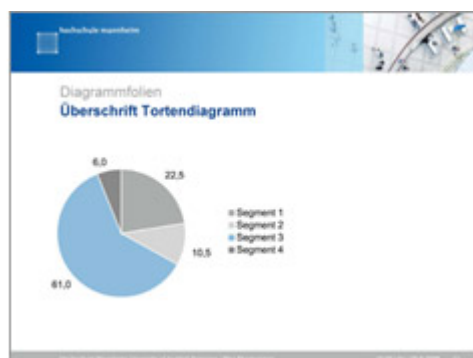 hochschule mannheim
Diagrammfolien
Überschrift Tortendiagramm
6,0
22,5
10,5
61,0
Segment 1
Segment 2
Segment 3
Segment 4